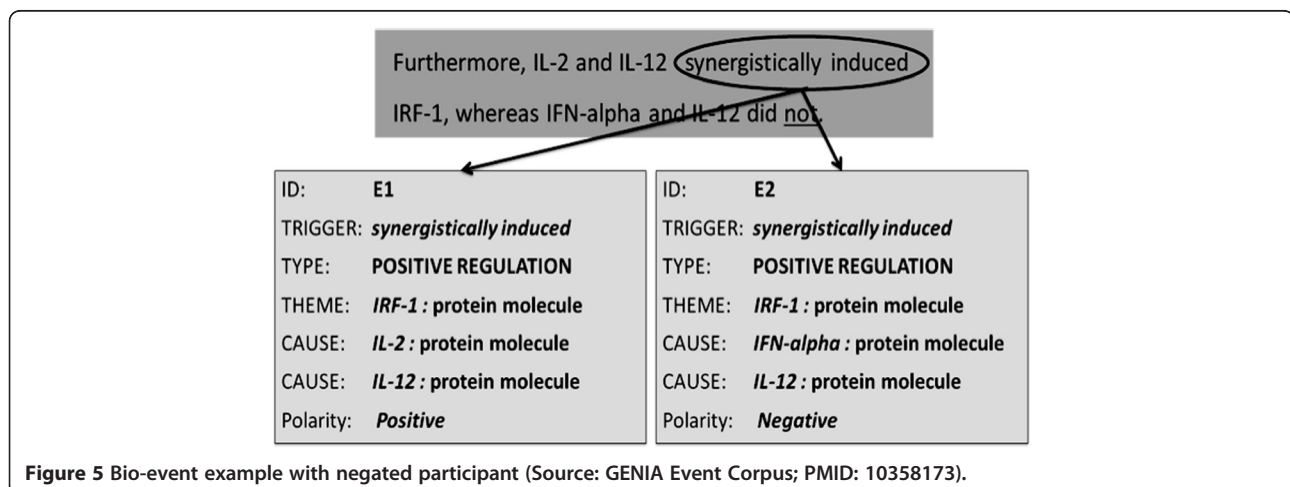 Furthermore, IL-2 and IL-12 synergistically induced
IRF-1, whereas IFN-alpha and IL-12 did not.
ID: E1
TRIGGER: synergistically induced
TYPE: POSITIVE REGULATION
THEME: IRF-1 : protein molecule
CAUSE: IL-2 : protein molecule
CAUSE: IL-12 : protein molecule
Polarity: Positive
ID: E2
TRIGGER: synergistically induced
TYPE: POSITIVE REGULATION
THEME: IRF-1 : protein molecule
CAUSE: IFN-alpha : protein molecule
CAUSE: IL-12 : protein molecule
Polarity: Negative
Figure 5 Bio-event example with negated participant (Source: GENIA Event Corpus; PMID: 10358173).